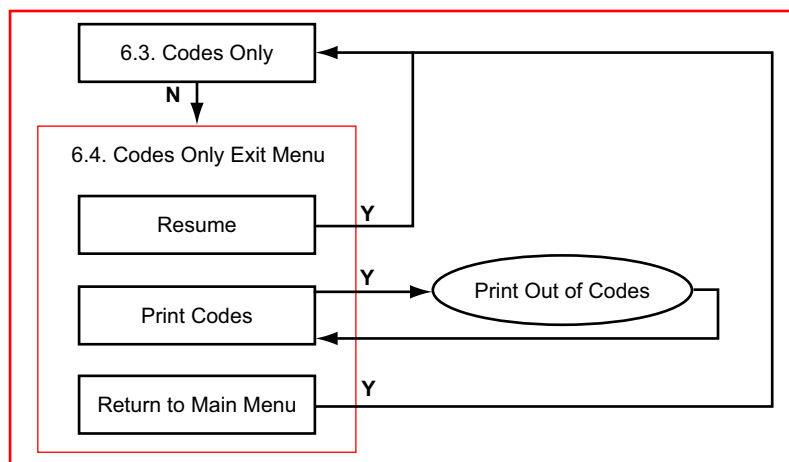 6.3. Codes Only
N
6.4. Codes Only Exit Menu
Resume
Y
Print Codes
Y
Print Out of Codes
Return to Main Menu
Y